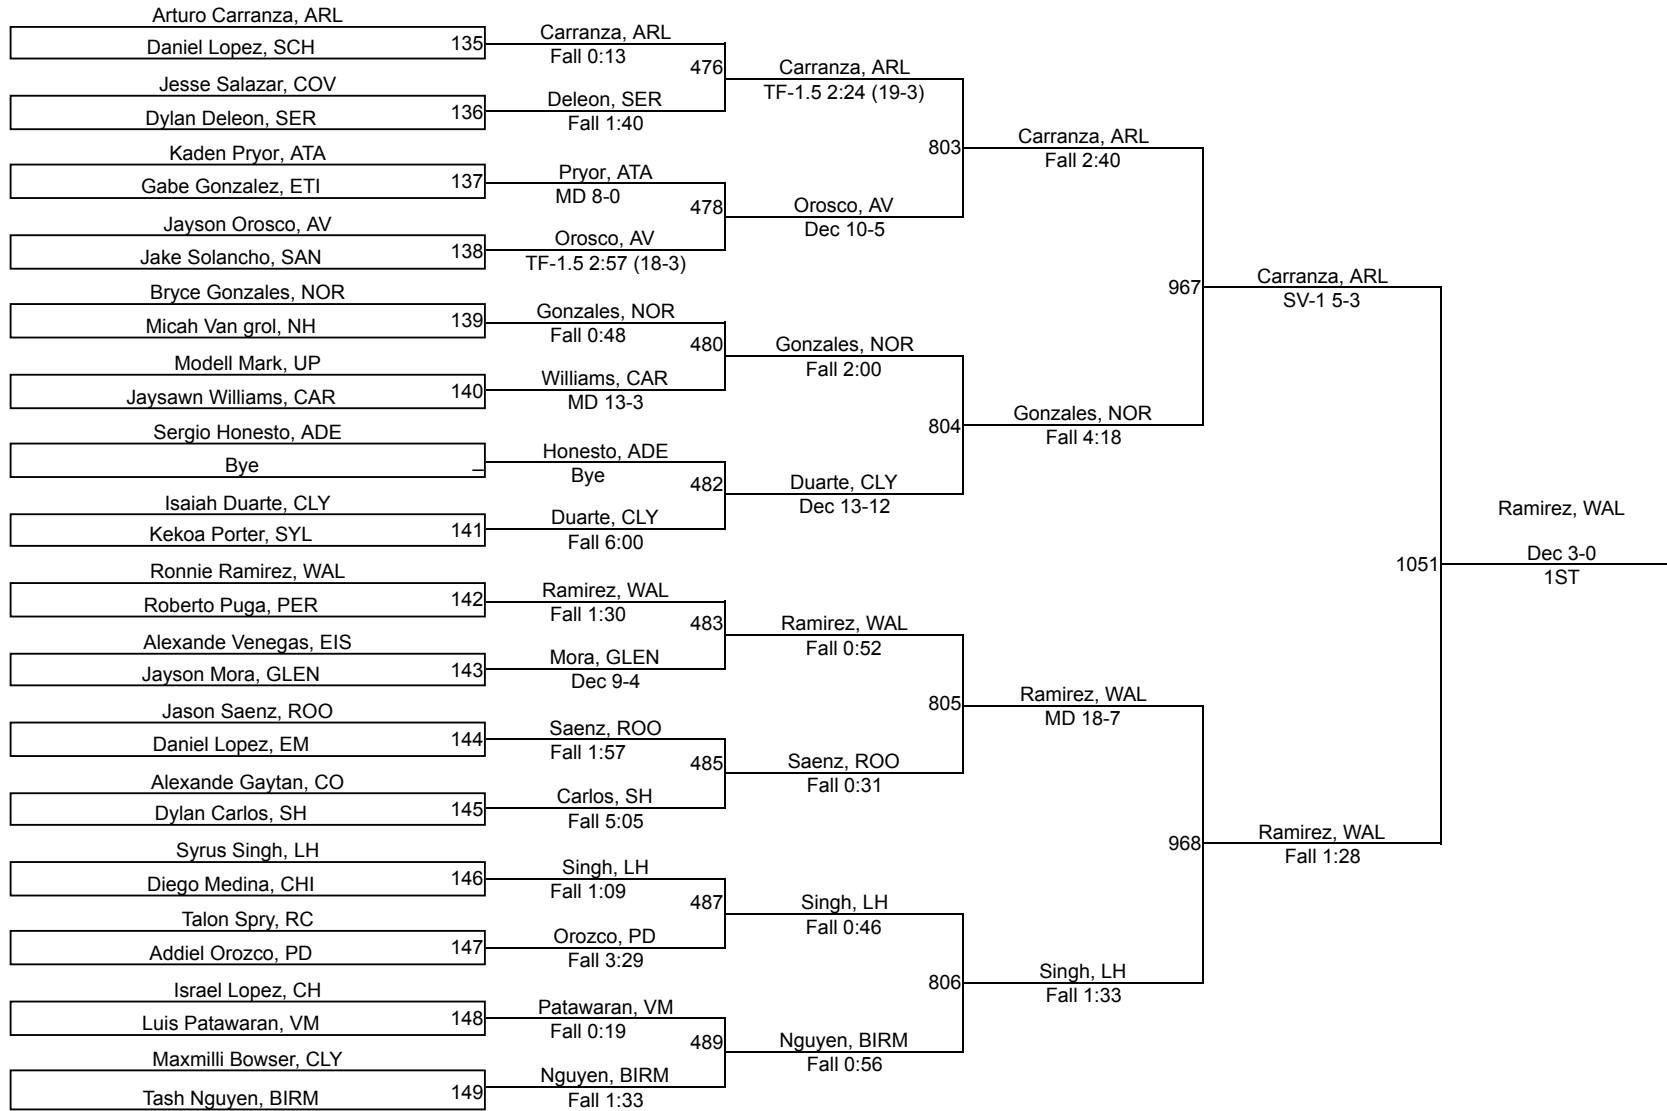 Arturo Carranza, ARL
Daniel Lopez, SCH
135
Jesse Salazar, COV
Dylan Deleon, SER
136
Kaden Pryor, ATA
Gabe Gonzalez, ETI
137
Jayson Orosco, AV
Jake Solancho, SAN
138
Bryce Gonzales, NOR
Micah Van grol, NH
139
Modell Mark, UP
Jaysawn Williams, CAR
140
Sergio Honesto, ADE
Bye
_
Isaiah Duarte, CLY
Kekoa Porter, SYL
141
Ronnie Ramirez, WAL
Roberto Puga, PER
142
Alexande Venegas, EIS
Jayson Mora, GLEN
143
Jason Saenz, ROO
Daniel Lopez, EM
144
Alexande Gaytan, CO
Dylan Carlos, SH
145
Syrus Singh, LH
Diego Medina, CHI
146
Talon Spry, RC
Addiel Orozco, PD
147
Israel Lopez, CH
Luis Patawaran, VM
148
Maxmilli Bowser, CLY
Tash Nguyen, BIRM
149
Carranza, ARL
Fall 0:13
476
Deleon, SER
Fall 1:40
Pryor, ATA
MD 8-0
478
Orosco, AV
TF-1.5 2:57 (18-3)
Gonzales, NOR
Fall 0:48
480
Williams, CAR
MD 13-3
Honesto, ADE
Bye
482
Duarte, CLY
Fall 6:00
Ramirez, WAL
Fall 1:30
483
Mora, GLEN
Dec 9-4
Saenz, ROO
Fall 1:57
485
Carlos, SH
Fall 5:05
Singh, LH
Fall 1:09
487
Orozco, PD
Fall 3:29
Patawaran, VM
Fall 0:19
489
Nguyen, BIRM
Fall 1:33
Carranza, ARL
TF-1.5 2:24 (19-3)
803
Orosco, AV
Dec 10-5
Gonzales, NOR
Fall 2:00
804
Duarte, CLY
Dec 13-12
Ramirez, WAL
Fall 0:52
805
Saenz, ROO
Fall 0:31
Singh, LH
Fall 0:46
806
Nguyen, BIRM
Fall 0:56
Carranza, ARL
Fall 2:40
967
Gonzales, NOR
Fall 4:18
Ramirez, WAL
MD 18-7
968
Singh, LH
Fall 1:33
Carranza, ARL
SV-1 5-3
1051
Ramirez, WAL
Fall 1:28
Ramirez, WAL
Dec 3-0
1ST